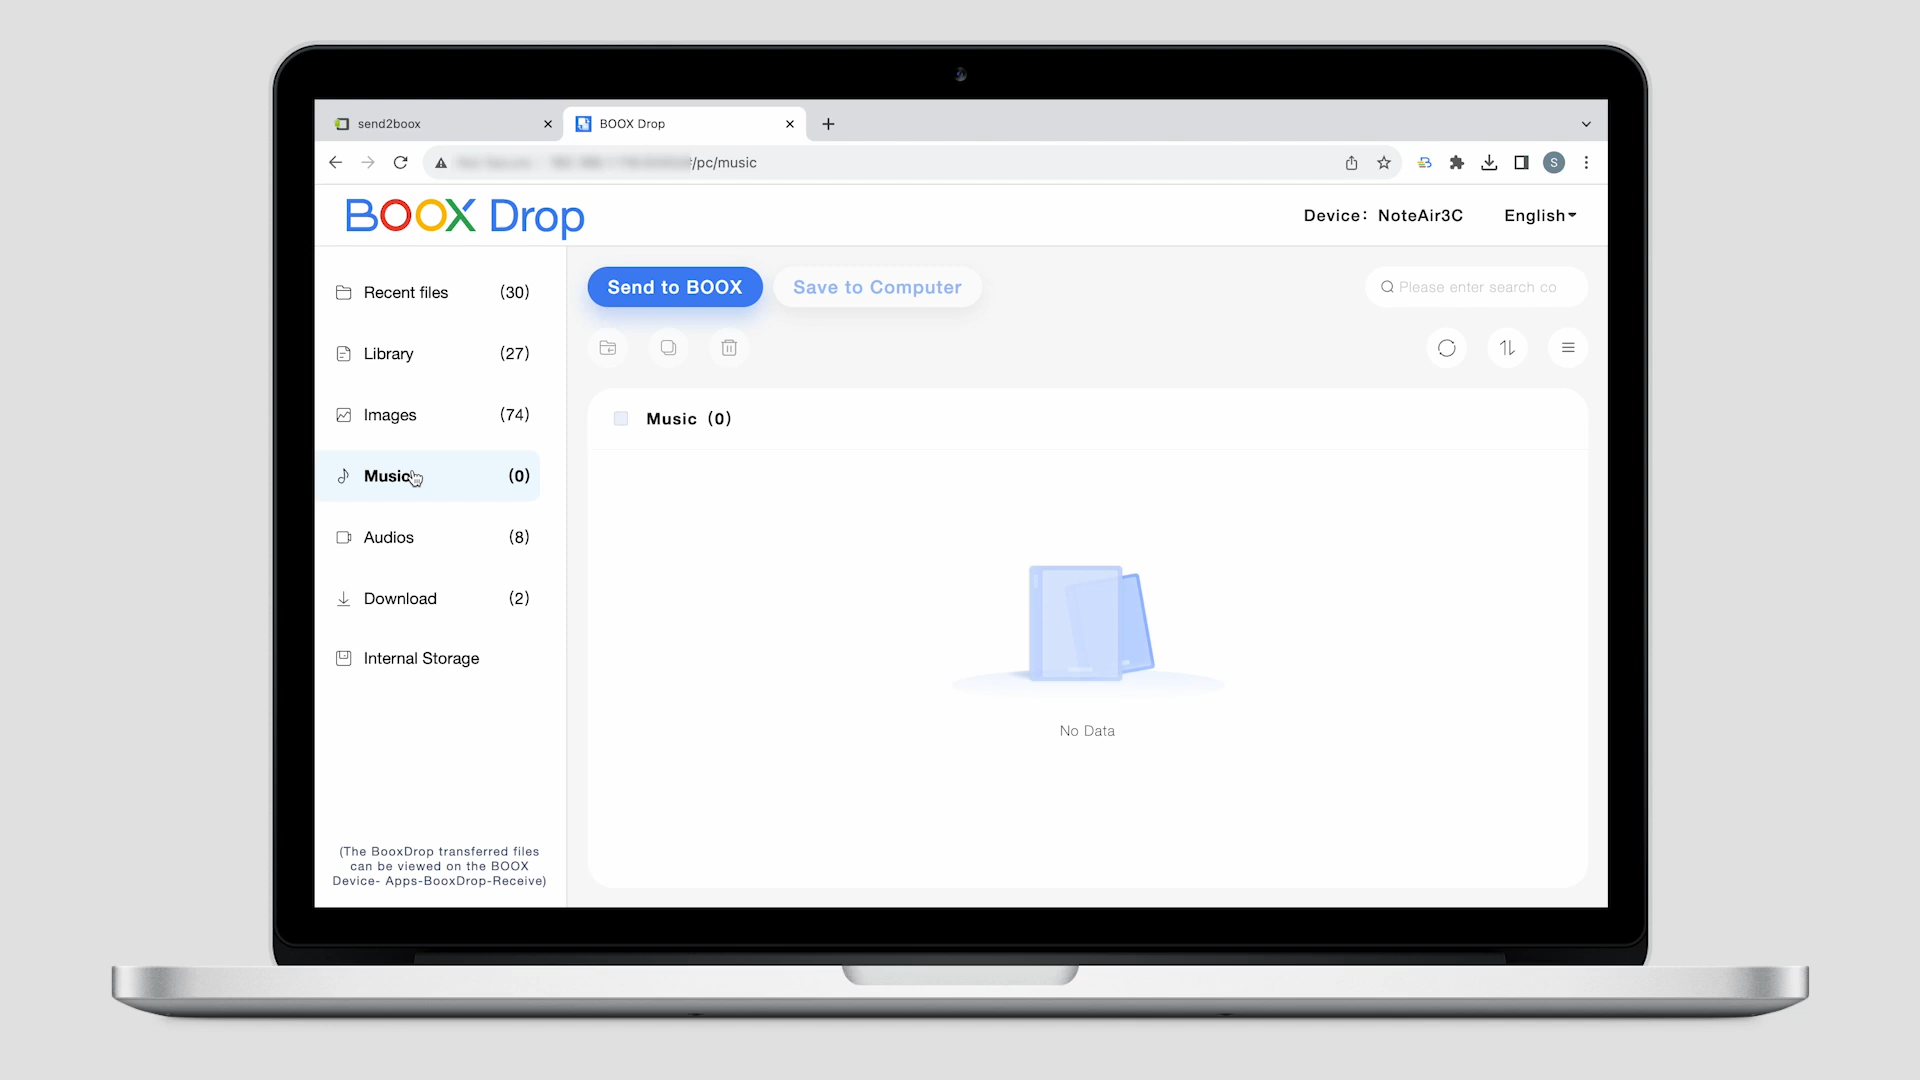 send2boox
BOOX Drop
/pc/music
S
BOOX Drop
Device: NoteAir3C
English
Recent files (30)
Library (27)
Images (74)
Music (0)
Audios (8)
Download (2)
Internal Storage
(The BooxDrop transferred files
can be viewed on the BOOX
Device- Apps-BooxDrop-Receive)
Send to BOOX
Save to Computer
Please enter search co
Music (0)
No Data